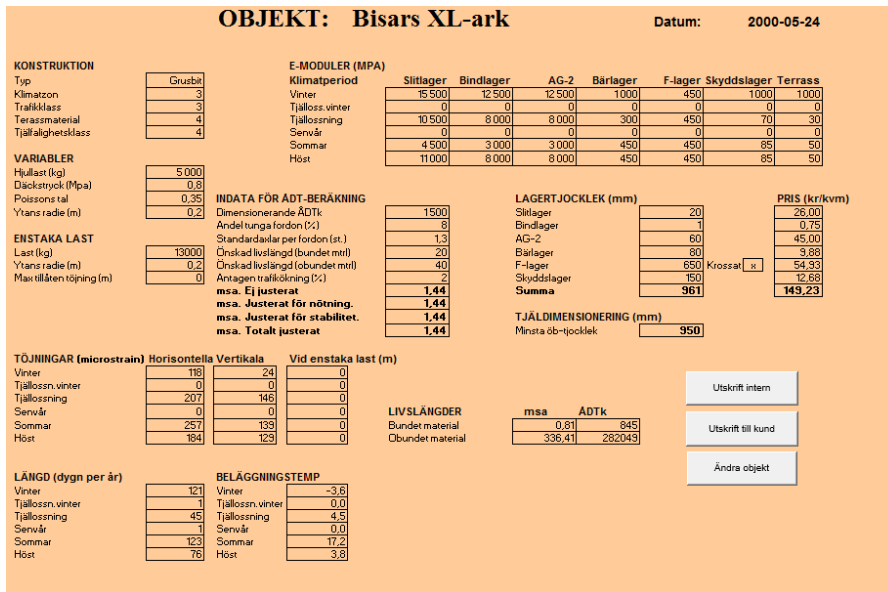 OBJEKT: Bisars XL-ark Datum: 2000-05-24
KONSTRUKTION
Typ Grusbit
Klimatzon 3
Trafikklass 3
Terassmaterial 4
Tjälfalighetsklass 4
E-MODULER (MPA)
Klimatperiod Slitlager Bindlager AG-2 Bärlager F-lager Skyddslager Terrass
Vinter 15 500 12 500 12 500 1000 450 1000 1000
Tjälloss.vinter 0 0 0 0 0 0 0
Tjällossning 10 500 8 000 8 000 300 450 70 30
Senvår 0 0 0 0 0 0 0
Sommar 4 500 3 000 3 000 450 450 85 50
Höst 11 000 8 000 8 000 450 450 85 50
VARIABLER
Hjullast (kg) 5 000
Däckstryck (Mpa) 0,8
Poissons tal 0,35
Ytans radie (m) 0,2
ENSTAKA LAST
Last (kg) 13000
Ytans radie (m) 0,2
Max tillåten töjning (m) 0
INDATA FÖR ÅDT-BERÄKNING
Dimensionerande ÅDTk 1500
Andel tunga fordon (%) 8
Standardaxlar per fordon (st.) 1,3
Önskad livslängd (bundet mtrl) 20
Önskad livslängd (obundet mtrl) 40
Antagen trafikökning (%) 2
msa. Ej justerat 1,44
msa. Justerat för nötning. 1,44
msa. Justerat för stabilitet. 1,44
msa. Totalt justerat 1,44
LAGERTJOCKLEK (mm) PRIS (kr/kvm)
Slitlager 20 26,00
Bindlager 1 0,75
AG-2 60 45,00
Bärlager 80 9,88
F-lager 650 Krossat x 54,93
Skyddslager 150 12,68
Summa 961 149,23
TJÄLDIMENSIONERING (mm)
Minsta öb-tjocklek 950
TÖJNINGAR (microstrain) Horisontella Vertikala Vid enstaka last (m)
Vinter 118 24 0
Tjällossn.vinter 0 0 0
Tjällossning 207 146 0
Senvår 0 0 0
Sommar 257 139 0
Höst 184 129 0
LIVSLÄNGDER msa ÅDTk
Bundet material 0,81 845
Obundet material 336,41 282049
Utskrift intern
Utskrift till kund
Ändra objekt
LÄNGD (dygn per år)
Vinter 121
Tjällossn.vinter 1
Tjällossning 45
Senvår 1
Sommar 123
Höst 76
BELÄGGNINGSTEMP
Vinter -3,6
Tjällossn.vinter 0,0
Tjällossning 4,5
Senvår 0,0
Sommar 17,2
Höst 3,8